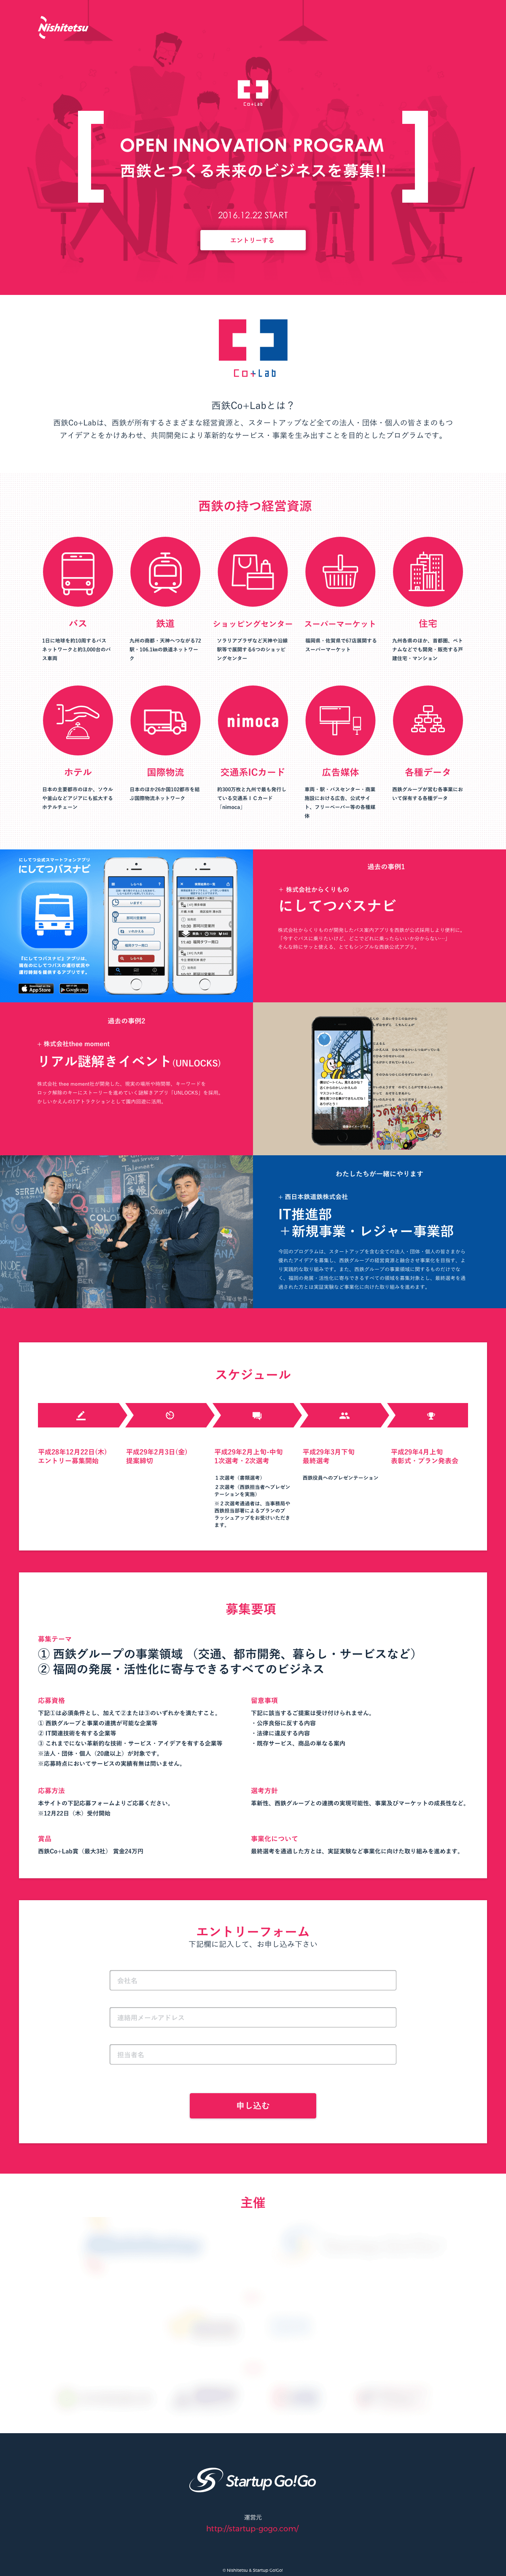 Nishitetsu
Co+Lab
OPEN INNOVATION PROGRAM
西鉄とつくる未来のビジネスを募集!!
2016.12.22 START
エントリーする
Co+Lab
西鉄Co+Labとは？
西鉄Co+Labは、西鉄が所有するさまざまな経営資源と、スタートアップなど全ての法人・団体・個人の皆さまのもつ
アイデアとをかけあわせ、共同開発により革新的なサービス・事業を生み出すことを目的としたプログラムです。
西鉄の持つ経営資源
バス
1日に地球を約10周するバス
ネットワークと約3,000台のバ
ス車両
鉄道
九州の商都・天神へつながる72
駅・106.1㎞の鉄道ネットワー
ク
ショッピングセンター
ソラリアプラザなど天神や沿線
駅等で展開する6つのショッピ
ングセンター
スーパーマーケット
福岡県・佐賀県で67店展開する
スーパーマーケット
住宅
九州各県のほか、首都圏、ベト
ナムなどでも開発・販売する戸
建住宅・マンション
ホテル
日本の主要都市のほか、ソウル
や釜山などアジアにも拡大する
ホテルチェーン
国際物流
日本のほか26か国102都市を結
ぶ国際物流ネットワーク
nimoca
交通系ICカード
約300万枚と九州で最も発行し
ている交通系ＩＣカード
「nimoca」
広告媒体
車両・駅・バスセンター・商業
施設における広告、公式サイ
ト、フリーペーパー等の各種媒
体
各種データ
西鉄グループが営む各事業にお
いて保有する各種データ
にしてつ公式スマートフォンアプリ
にしてつバスナビ
『にしてつバスナビ』アプリは、
現在のにしてつバスの運行状況や
運行情報を検索するアプリです。
App Store
Google play
過去の事例1
+ 株式会社からくりもの
にしてつバスナビ
株式会社からくりものが開発したバス案内アプリを西鉄が公式採用しより便利に。
「今すぐバスに乗りたいけど、どこでどれに乗ったらいいか分からない…」
そんな時にサッと使える、とてもシンプルな西鉄公式アプリ。
過去の事例2
+ 株式会社thee moment
リアル謎解きイベント(UNLOCKS)
株式会社 thee moment社が開発した、現実の場所や時間帯、キーワードを
ロック解除のキーにストーリーを進めていく謎解きアプリ「UNLOCKS」を採用。
かしいかえんの1アトラクションとして園内回遊に活用。
わたしたちが一緒にやります
+ 西日本鉄道鉄株式会社
IT推進部
＋新規事業・レジャー事業部
今回のプログラムは、スタートアップを含む全ての法人・団体・個人の皆さまから
優れたアイデアを募集し、西鉄グループの経営資源と融合させ事業化を目指す、よ
り実践的な取り組みです。また、西鉄グループの事業領域に関するものだけでな
く、福岡の発展・活性化に寄与できるすべての領域を募集対象とし、最終選考を通
過された方とは実証実験など事業化に向けた取り組みを進めます。
スケジュール
平成28年12月22日(木)
エントリー募集開始
平成29年2月3日(金)
提案締切
平成29年2月上旬-中旬
1次選考・2次選考
１次選考（書類選考）
２次選考（西鉄担当者へプレゼン
テーションを実施）
※２次選考通過者は、当事務局や
西鉄担当部署によるプランのブ
ラッシュアップをお受けいただき
ます。
平成29年3月下旬
最終選考
西鉄役員へのプレゼンテーション
平成29年4月上旬
表彰式・プラン発表会
募集要項
募集テーマ
① 西鉄グループの事業領域 （交通、都市開発、暮らし・サービスなど）
② 福岡の発展・活性化に寄与できるすべてのビジネス
応募資格
下記①は必須条件とし、加えて②または③のいずれかを満たすこと。
① 西鉄グループと事業の連携が可能な企業等
② IT関連技術を有する企業等
③ これまでにない革新的な技術・サービス・アイデアを有する企業等
※法人・団体・個人（20歳以上）が対象です。
※応募時点においてサービスの実績有無は問いません。
留意事項
下記に該当するご提案は受け付けられません。
・公序良俗に反する内容
・法律に違反する内容
・既存サービス、商品の単なる案内
応募方法
本サイトの下記応募フォームよりご応募ください。
※12月22日（木）受付開始
選考方針
革新性、西鉄グループとの連携の実現可能性、事業及びマーケットの成長性など。
賞品
西鉄Co+Lab賞（最大3社） 賞金24万円
事業化について
最終選考を通過した方とは、実証実験など事業化に向けた取り組みを進めます。
エントリーフォーム
下記欄に記入して、お申し込み下さい
会社名
連絡用メールアドレス
担当者名
申し込む
主催
Startup Go!Go
運営元
http://startup-gogo.com/
© Nishitetsu & Startup Go!Go!